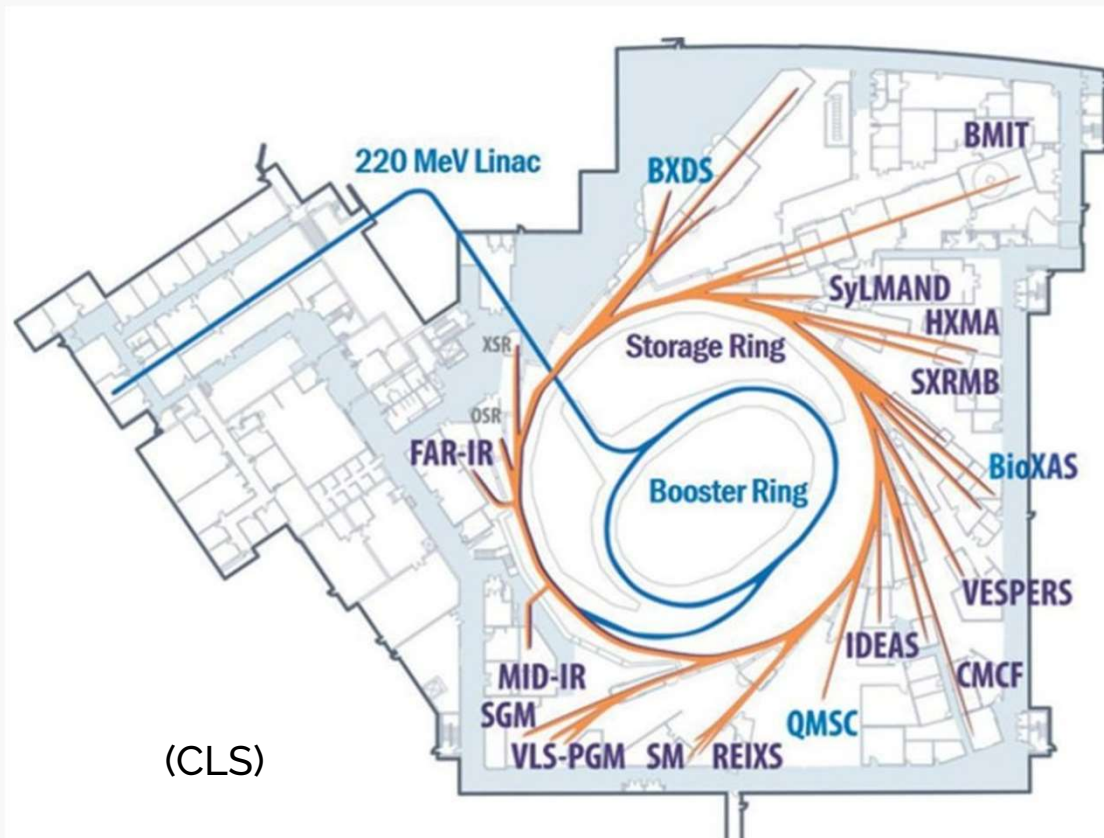 BMIT
220 MeV Linac
BXDS
SyLMAND
HXMA
XSR
Storage Ring
SXRMB
OSR
FAR-IR
BioXAS
Booster Ring
VESPERS
IDEAS
MID-IR
CMCF
SGM
QMSC
VLS-PGM SM REIXS
(CLS)